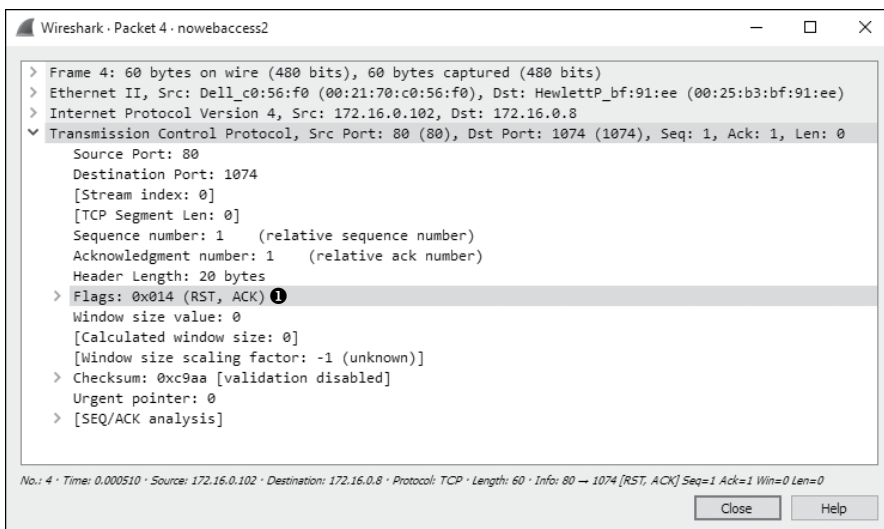 Wireshark · Packet 4 · nowebaccess2
> Frame 4: 60 bytes on wire (480 bits), 60 bytes captured (480 bits)
> Ethernet II, Src: Dell_c0:56:f0 (00:21:70:c0:56:f0), Dst: HewlettP_bf:91:ee (00:25:b3:bf:91:ee)
> Internet Protocol Version 4, Src: 172.16.0.102, Dst: 172.16.0.8
Transmission Control Protocol, Src Port: 80 (80), Dst Port: 1074 (1074), Seq: 1, Ack: 1, Len: 0
Source Port: 80
Destination Port: 1074
[Stream index: 0]
[TCP Segment Len: 0]
Sequence number: 1 (relative sequence number)
Acknowledgment number: 1 (relative ack number)
Header Length: 20 bytes
> Flags: 0x014 (RST, ACK) ❶
Window size value: 0
[Calculated window size: 0]
[Window size scaling factor: -1 (unknown)]
> Checksum: 0xc9aa [validation disabled]
Urgent pointer: 0
> [SEQ/ACK analysis]
No.: 4 · Time: 0.000510 · Source: 172.16.0.102 · Destination: 172.16.0.8 · Protocol: TCP · Length: 60 · Info: 80 → 1074 [RST, ACK] Seq=1 Ack=1 Win=0 Len=0
Close Help